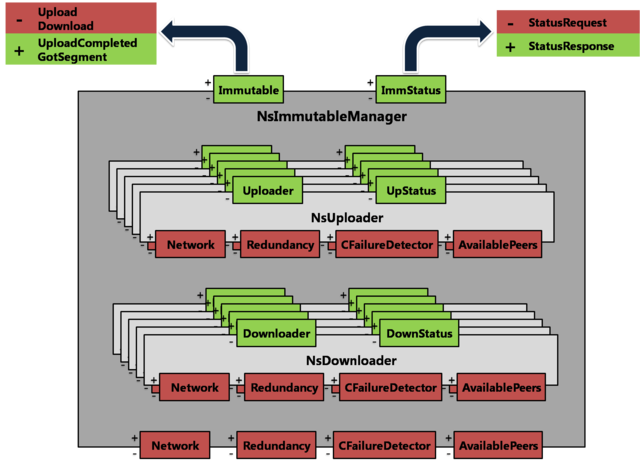 - Upload
Download
+ UploadCompleted
GotSegment
- StatusRequest
+ StatusResponse
+ Immutable -
+ ImmStatus -
NsImmutableManager
+ Uploader -
+ UpStatus -
NsUploader
+ Network -
+ Redundancy -
+ CFailureDetector -
+ AvailablePeers -
+ Downloader -
+ DownStatus -
NsDownloader
+ Network -
+ Redundancy -
+ CFailureDetector -
+ AvailablePeers -
+ Network -
+ Redundancy -
+ CFailureDetector -
+ AvailablePeers -